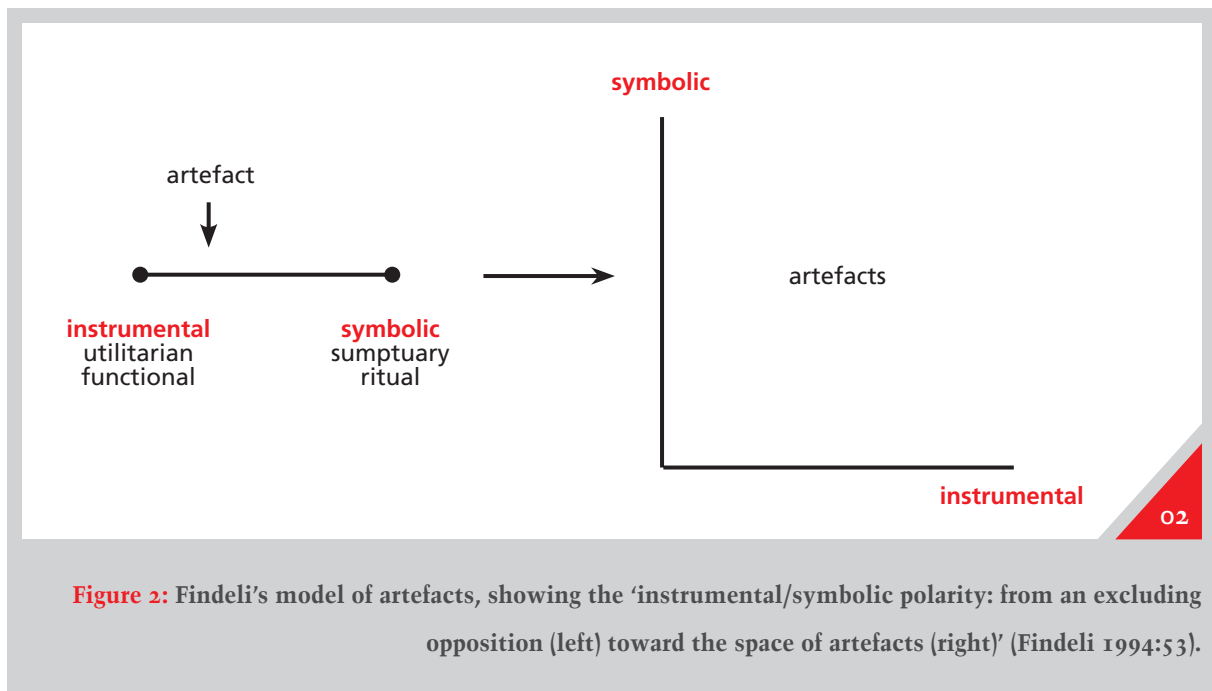 symbolic
artefact
artefacts
instrumental
utilitarian
functional
symbolic
sumptuary
ritual
instrumental
02
Figure 2: Findeli’s model of artefacts, showing the ‘instrumental/symbolic polarity: from an excluding
opposition (left) toward the space of artefacts (right)’ (Findeli 1994:53).